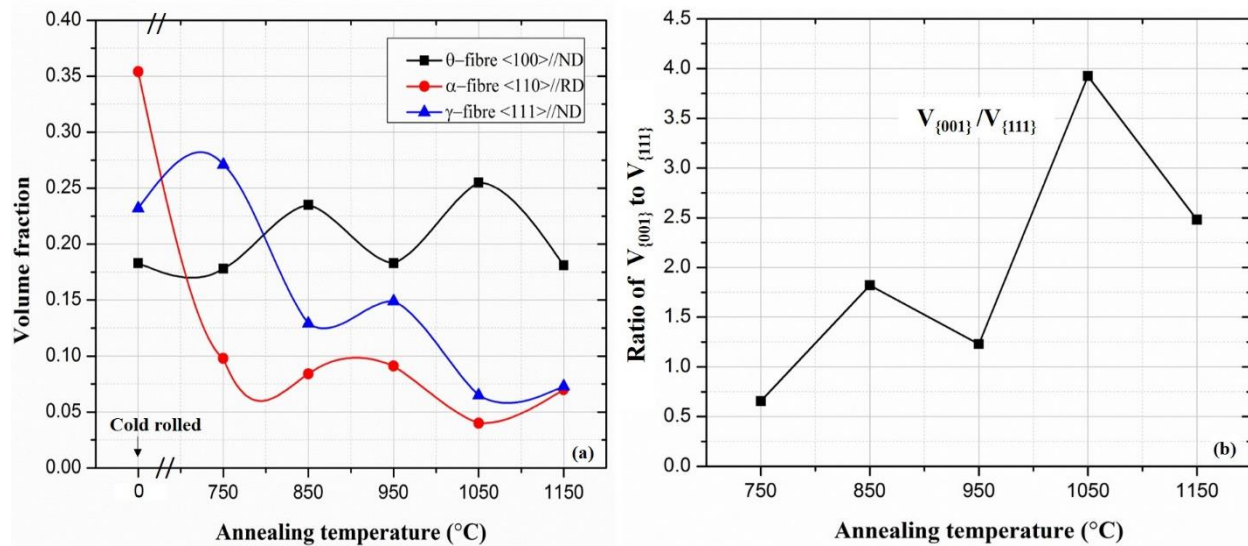 0.40
0.35
0.30
0.25
0.20
0.15
0.10
0.05
0.00
Volume fraction
θ−fibre <100>//ND
α−fibre <110>//RD
γ−fibre <111>//ND
Cold rolled
(a)
0 750 850 950 1050 1150
Annealing temperature (°C)
4.5
4.0
3.5
3.0
2.5
2.0
1.5
1.0
0.5
0.0
Ratio of V{001} to V{111}
V{001} /V{111}
(b)
750 850 950 1050 1150
Annealing temperature (°C)